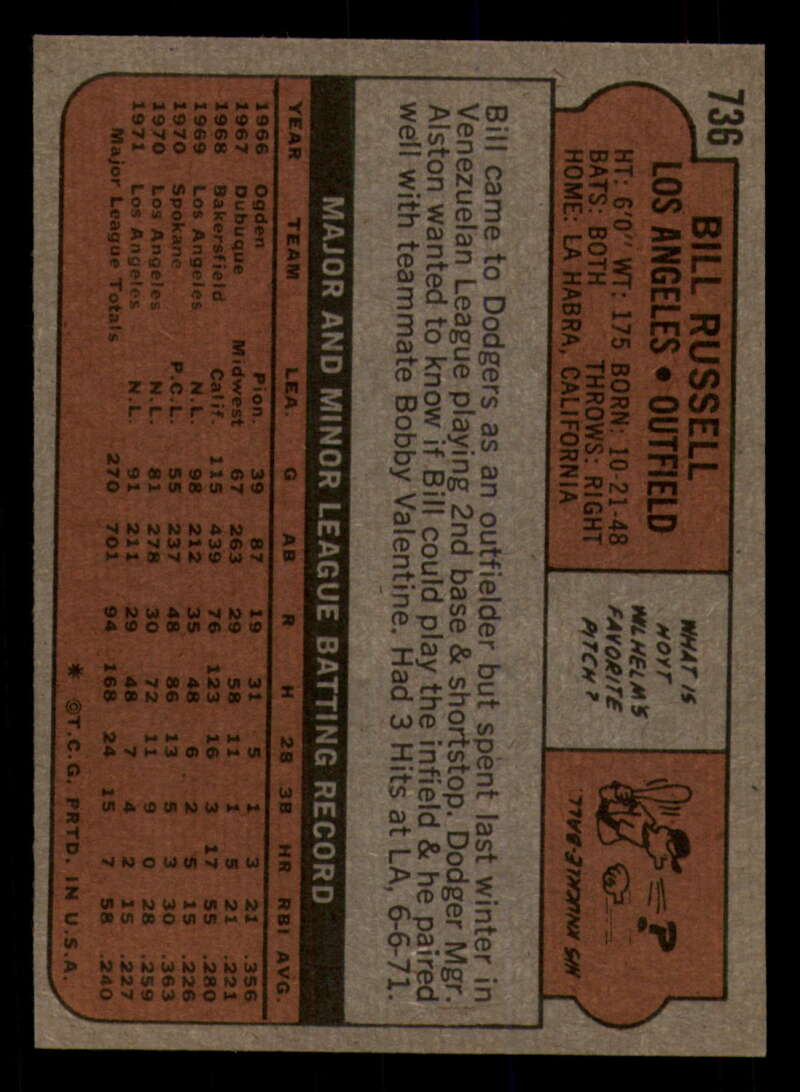 736
BILL RUSSELL
LOS ANGELES • OUTFIELD
HT: 6'0" WT: 175 BORN: 10-21-48
BATS: BOTH THROWS: RIGHT
HOME: LA HABRA, CALIFORNIA
WHAT IS
HOYT
WILHELM'S
FAVORITE
PITCH?
?
HIS KNUCKLE-BALL
Bill came to Dodgers as an outfielder but spent last winter in
Venezuelan League playing 2nd base & shortstop. Dodger Mgr.
Alston wanted to know if Bill could play the infield & he paired
well with teammate Bobby Valentine. Had 3 Hits at LA, 6-6-71.
MAJOR AND MINOR LEAGUE BATTING RECORD
YEAR TEAM LEA. G AB R H 2B 3B HR RBI AVG.
1966 Ogden Pion. 39 87 19 31 5 1 3 21 .356
1967 Dubuque Midwest 67 263 29 58 11 1 5 21 .221
1968 Bakersfield Calif. 115 439 76 123 16 3 17 55 .280
1969 Los Angeles N.L. 98 212 35 48 6 2 5 15 .226
1970 Spokane P.C.L. 55 237 48 86 13 5 3 30 .363
1970 Los Angeles N.L. 81 278 30 72 11 9 0 28 .259
1971 Los Angeles N.L. 91 211 29 48 7 4 2 15 .227
Major League Totals 270 701 94 168 24 15 7 58 .240
* ©T.C.G. PRTD. IN U.S.A.